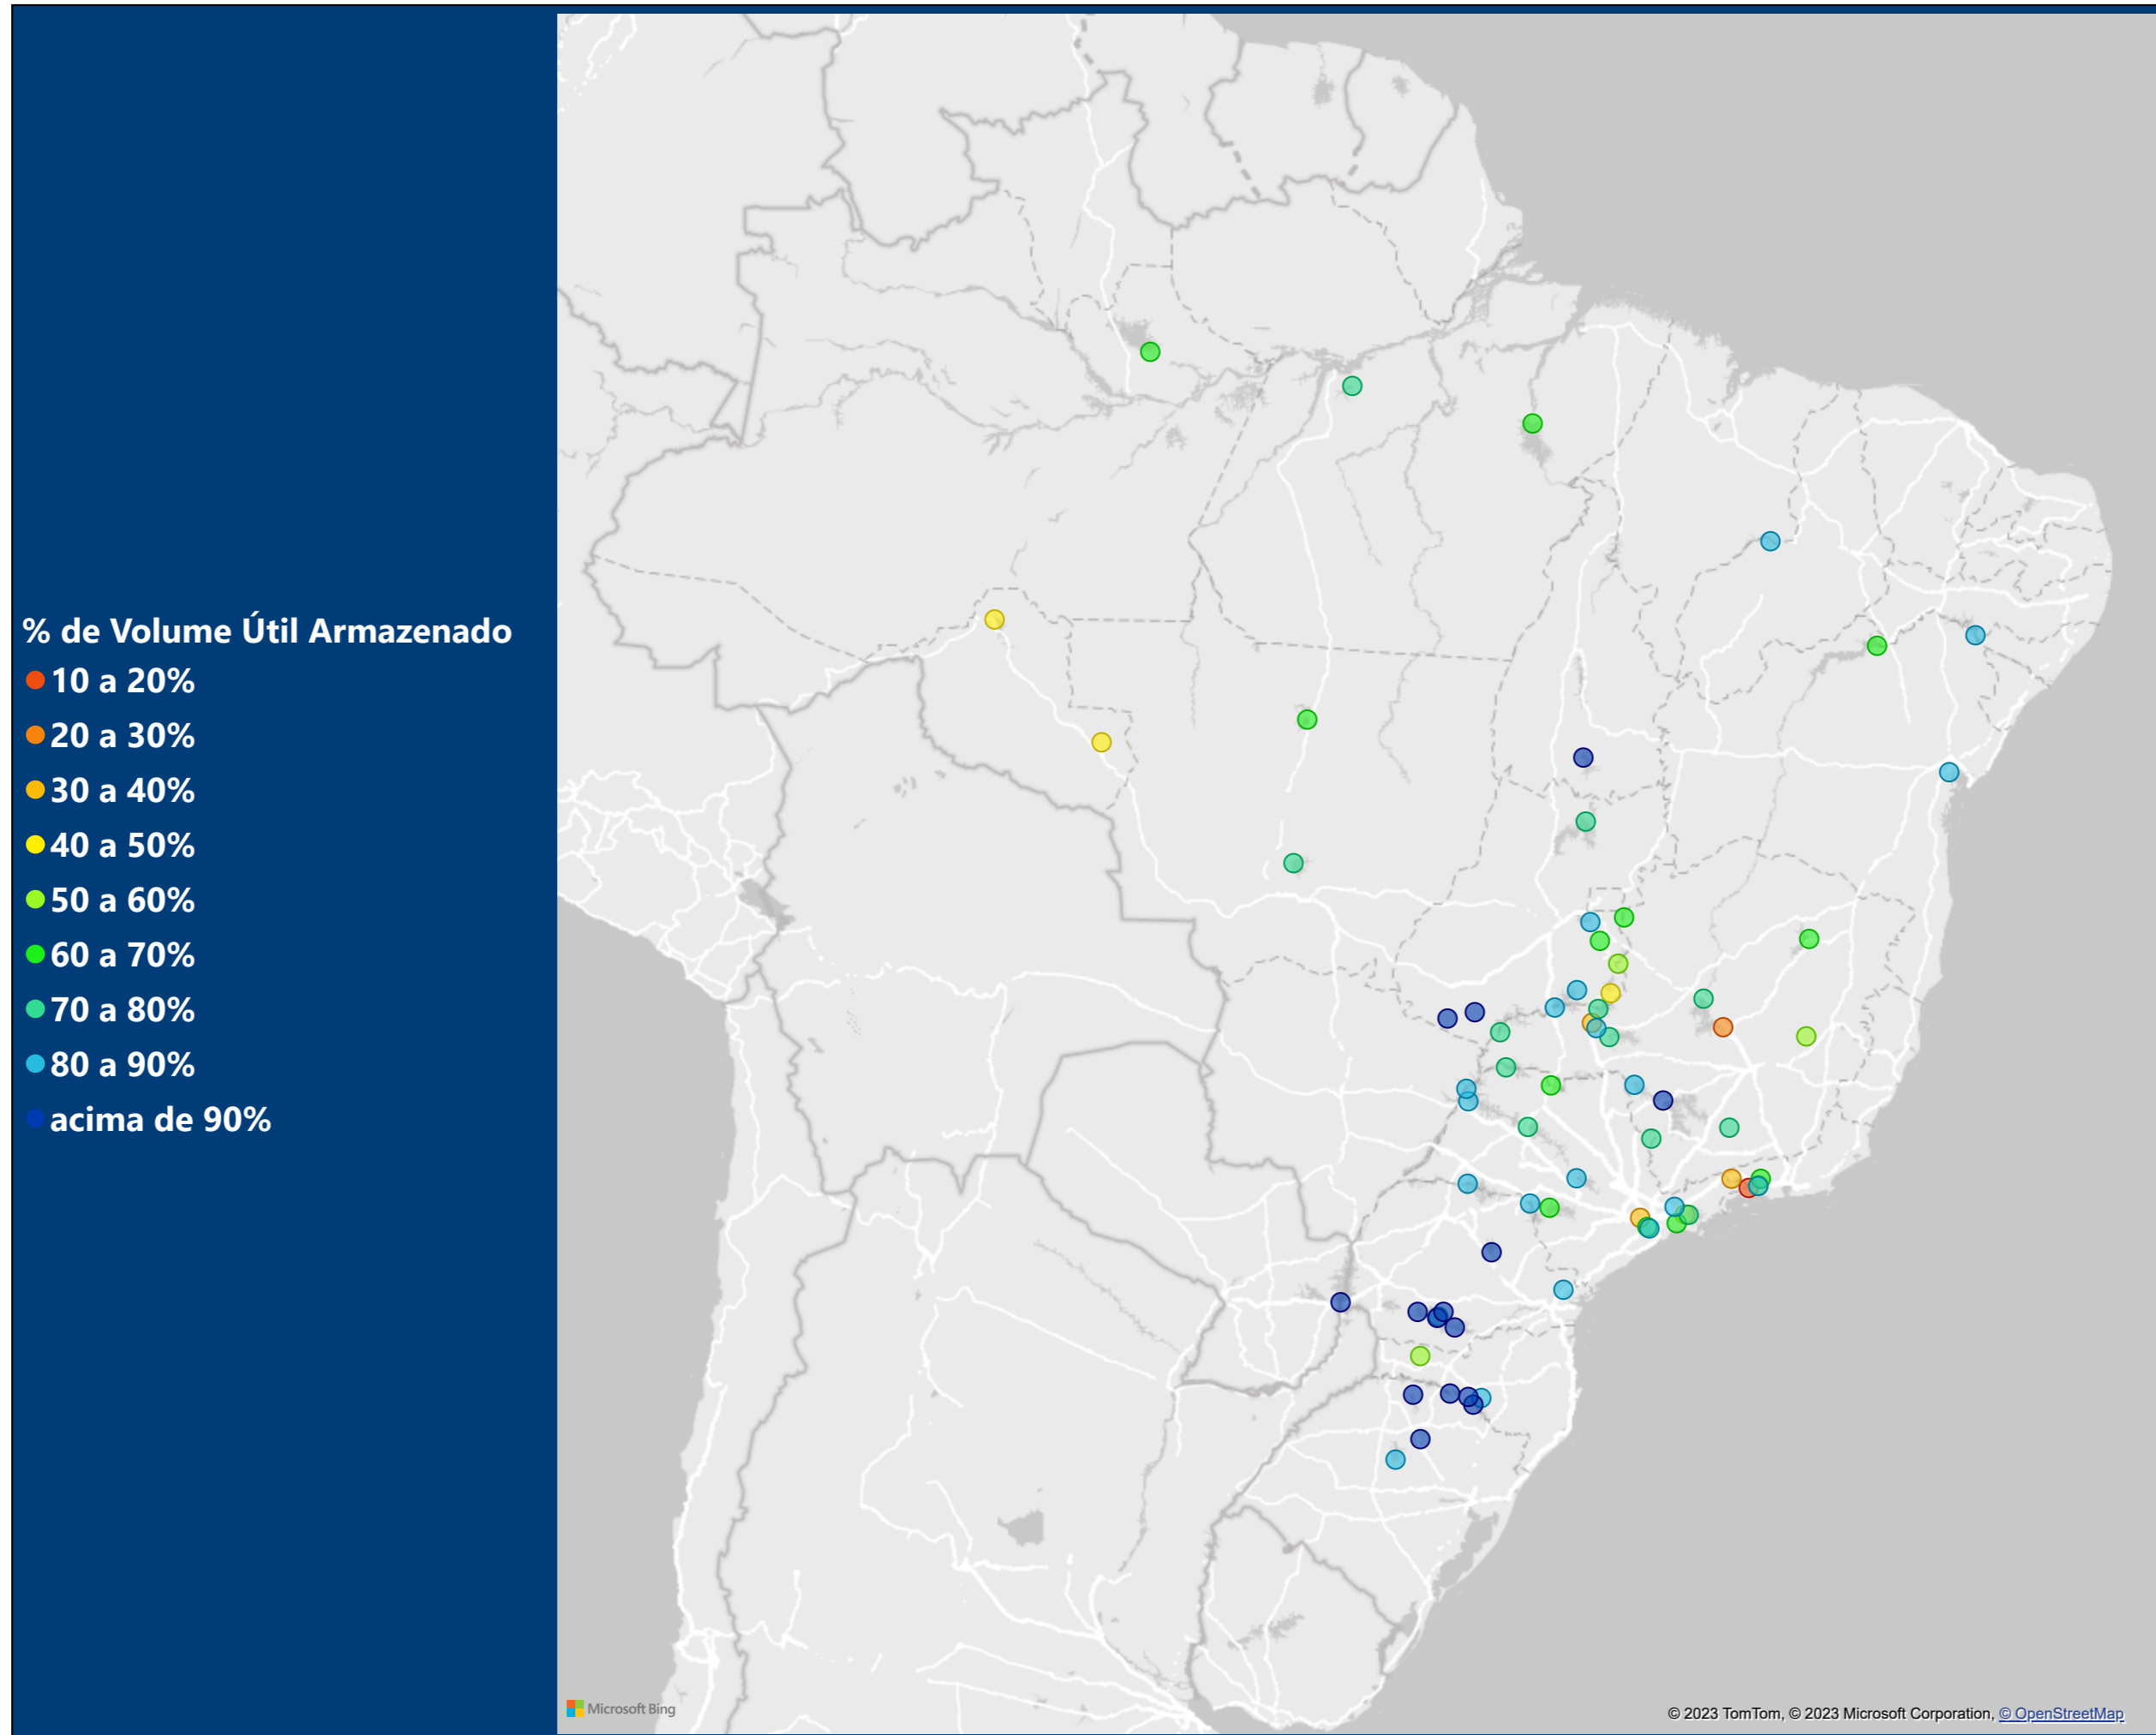 % de Volume Útil Armazenado
10 a 20%
20 a 30%
30 a 40%
40 a 50%
50 a 60%
60 a 70%
70 a 80%
80 a 90%
acima de 90%
Microsoft Bing
© 2023 TomTom, © 2023 Microsoft Corporation, © OpenStreetMap